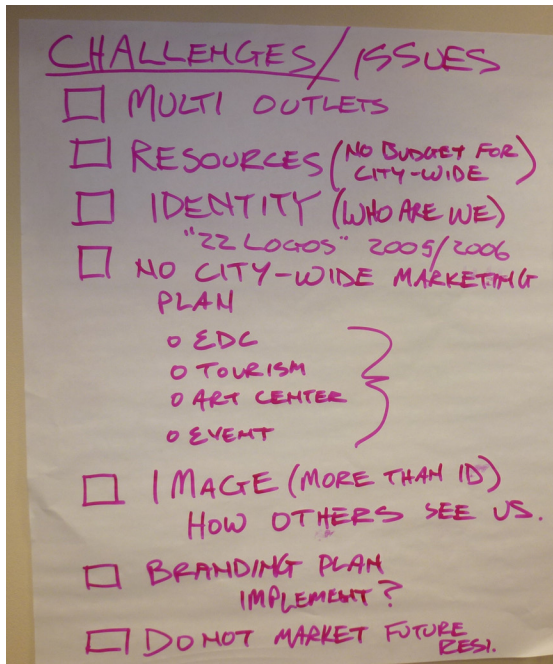 CHALLENGES/ISSUES
MULTI OUTLETS
RESOURCES (NO BUDGET FOR
CITY-WIDE)
IDENTITY (WHO ARE WE)
"22 LOGOS" 2005/2006
NO CITY-WIDE MARKETING
PLAN
EDC
TOURISM
ART CENTER
EVENT
IMAGE (MORE THAN ID)
HOW OTHERS SEE US.
BRANDING PLAN
IMPLEMENT?
DO NOT MARKET FUTURE
RESI.